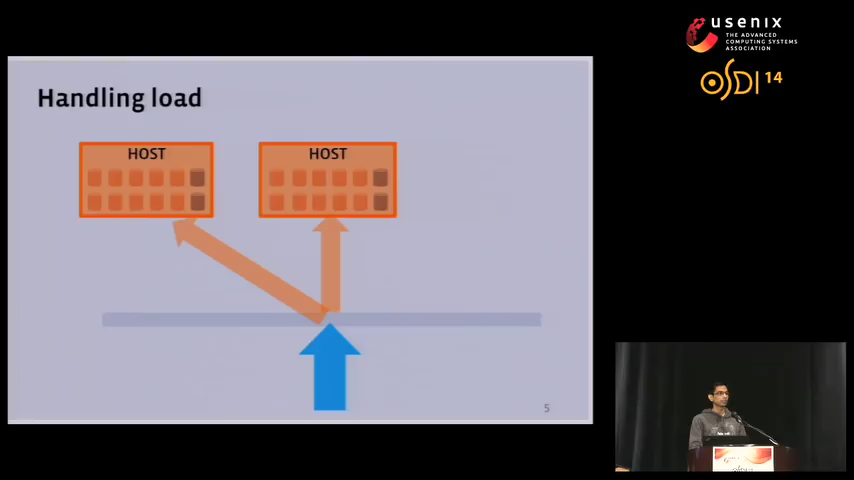 usenix
THE ADVANCED
COMPUTING SYSTEMS
ASSOCIATION
OSDI 14
Handling load
HOST
HOST
5